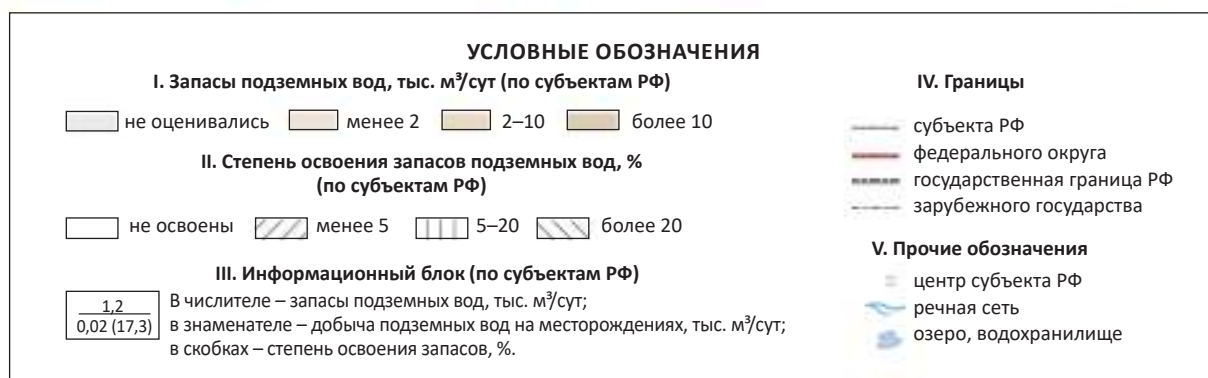 УСЛОВНЫЕ ОБОЗНАЧЕНИЯ
I. Запасы подземных вод, тыс. м³/сут (по субъектам РФ)
не оценивались менее 2 2–10 более 10
II. Степень освоения запасов подземных вод, %
(по субъектам РФ)
не освоены менее 5 5–20 более 20
III. Информационный блок (по субъектам РФ)
1,2
0,02 (17,3)
В числителе – запасы подземных вод, тыс. м³/сут;
в знаменателе – добыча подземных вод на месторождениях, тыс. м³/сут;
в скобках – степень освоения запасов, %.
IV. Границы
субъекта РФ
федерального округа
государственная граница РФ
зарубежного государства
V. Прочие обозначения
центр субъекта РФ
речная сеть
озеро, водохранилище